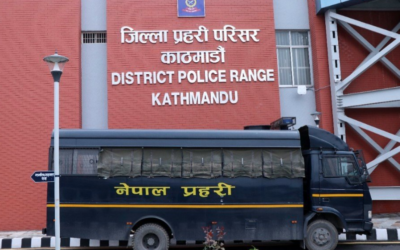 जिल्ला प्रहरी परिसर
काठमाडौं
DISTRICT POLICE RANGE
KATHMANDU
नेपाल प्रहरी